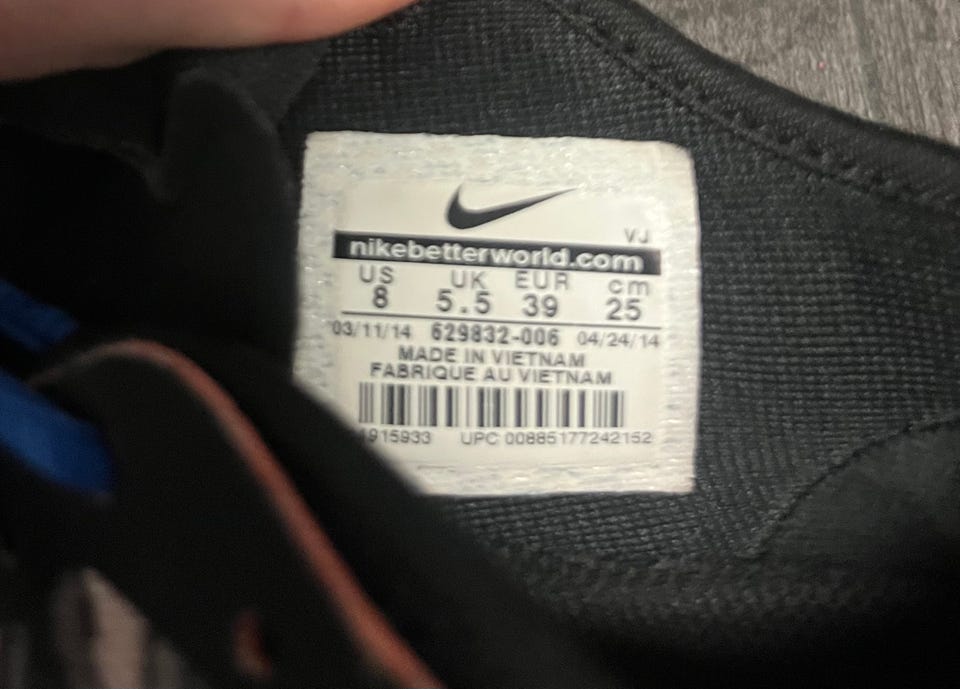 VJ
nikebetterworld.com
US UK EUR cm
8 5.5 39 25
03/11/14 629832-006 04/24/14
MADE IN VIETNAM
FABRIQUE AU VIETNAM
4915933 UPC 00885177242152